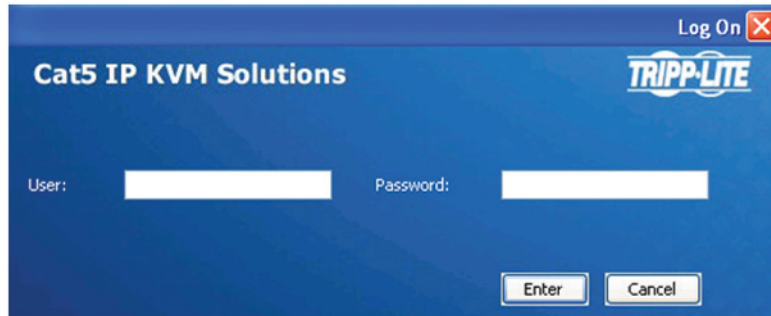 Log On
Cat5 IP KVM Solutions
TRIPP·LITE
User:
Password:
Enter
Cancel